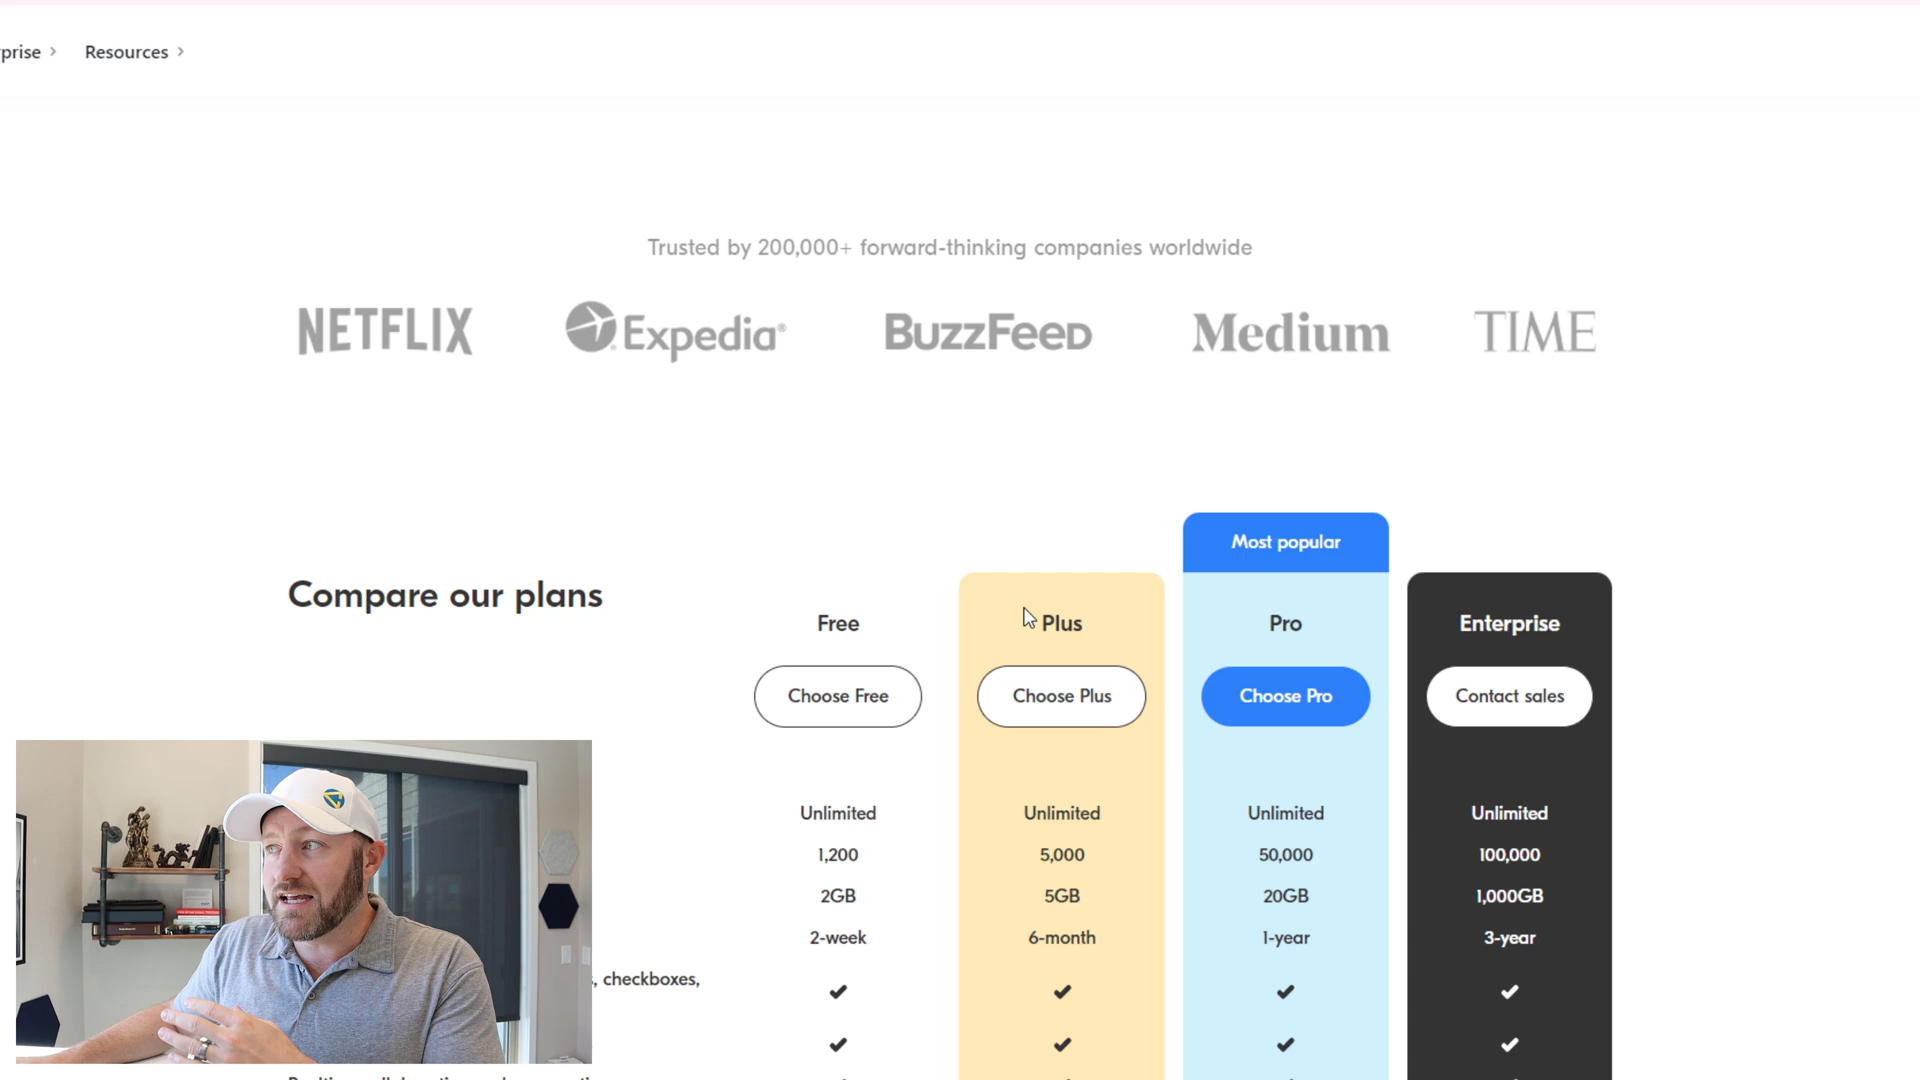 prise
Resources
Trusted by 200,000+ forward-thinking companies worldwide
NETFLIX
Expedia®
BuzzFeed
Medium
TIME
Most popular
Compare our plans
Free
Plus
Pro
Enterprise
Choose Free
Choose Plus
Choose Pro
Contact sales
Unlimited
Unlimited
Unlimited
Unlimited
1,200
5,000
50,000
100,000
2GB
5GB
20GB
1,000GB
2-week
6-month
1-year
3-year
, checkboxes,